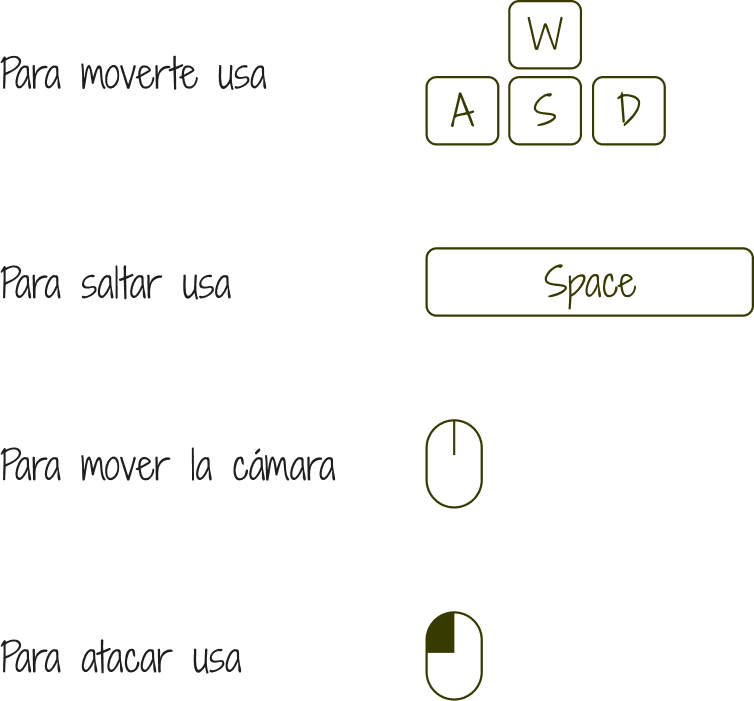 W
Para moverte usa
A S D
Para saltar usa Space
Para mover la cámara
Para atacar usa